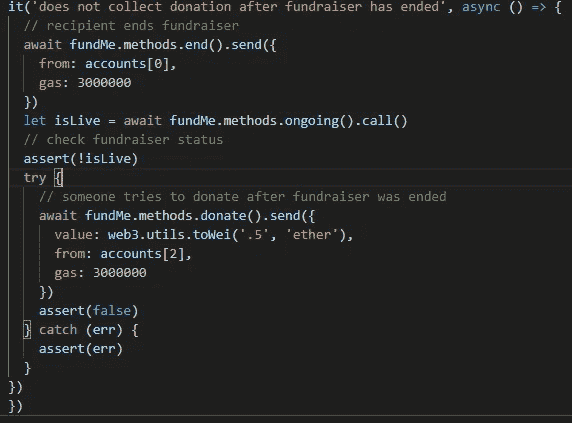 it('does not collect donation after fundraiser has ended', async () => {
  // recipient ends fundraiser
  await fundMe.methods.end().send({
    from: accounts[0],
    gas: 3000000
  })
  let isLive = await fundMe.methods.ongoing().call()
  // check fundraiser status
  assert(!isLive)
  try {
    // someone tries to donate after fundraiser was ended
    await fundMe.methods.donate().send({
      value: web3.utils.toWei('.5', 'ether'),
      from: accounts[2],
      gas: 3000000
    })
    assert(false)
  } catch (err) {
    assert(err)
  }
})
})